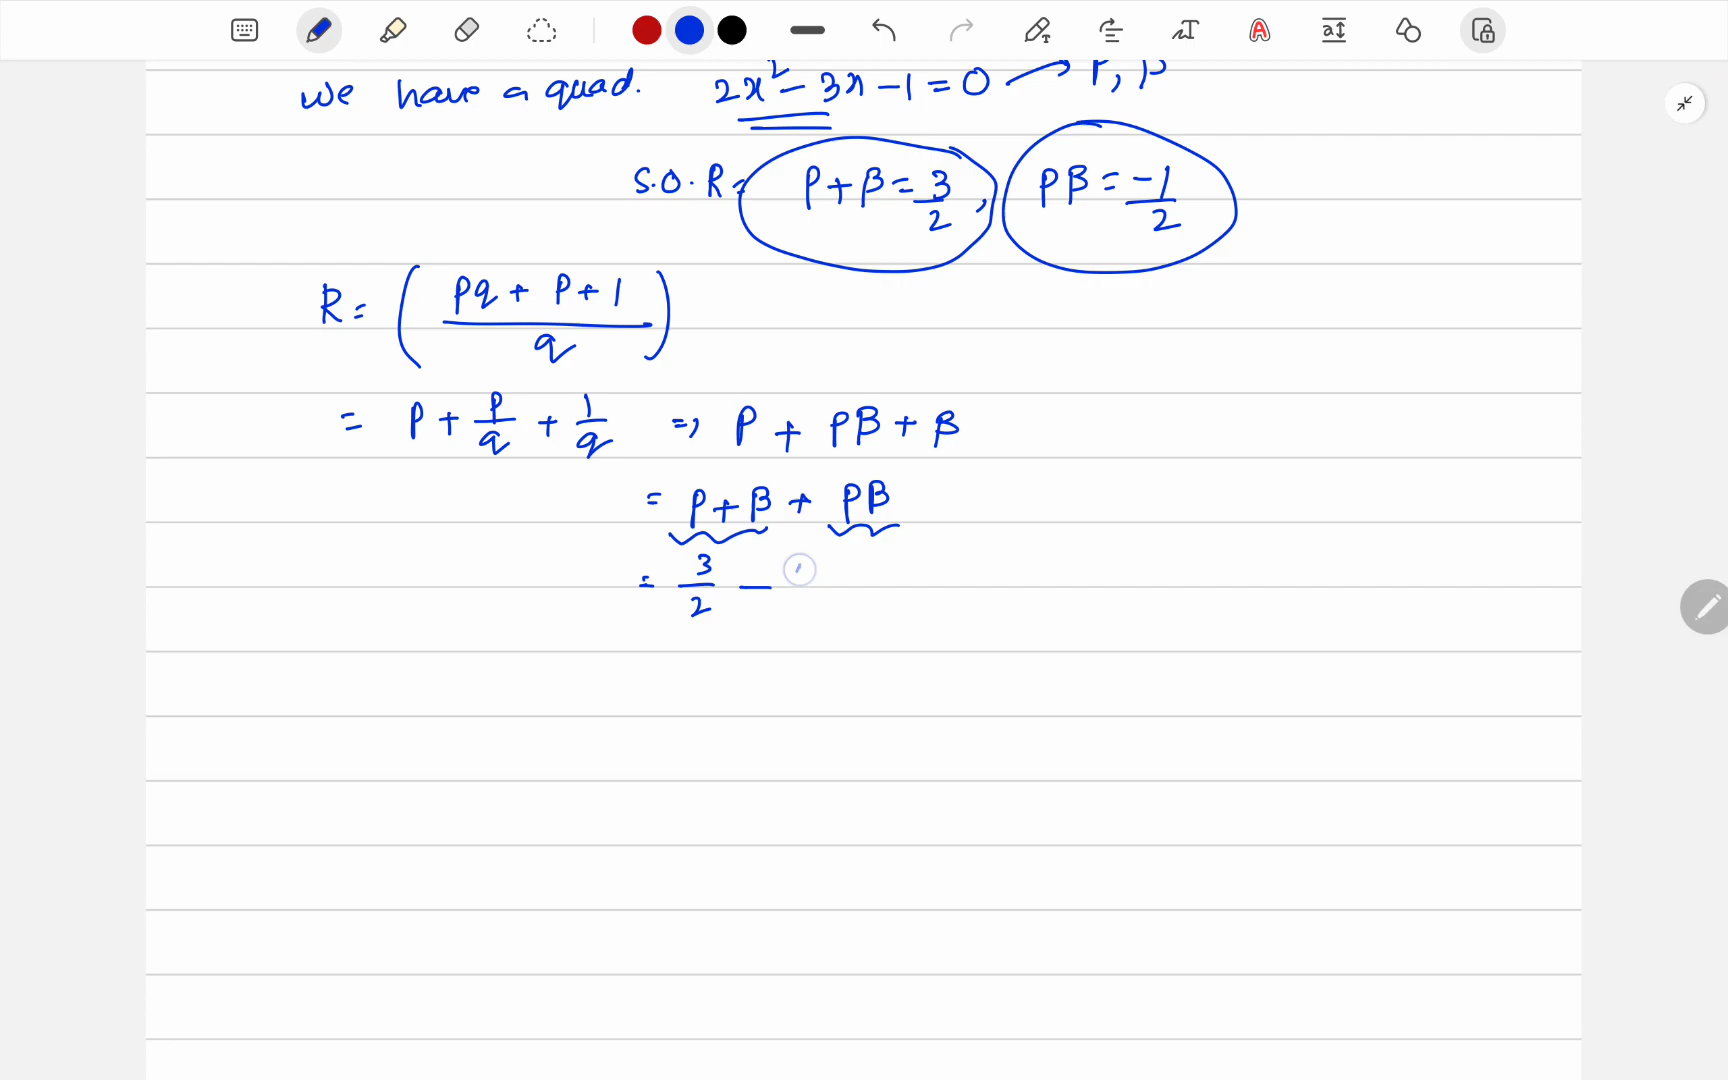 we have a quad. 2x² - 3x - 1 = 0 → P, β
S.O.R = P + β = 3/2, Pβ = -1/2
R = ( (Pq + P + 1) / q )
= P + P/q + 1/q => P + Pβ + β
= P + β + Pβ
= 3/2 -